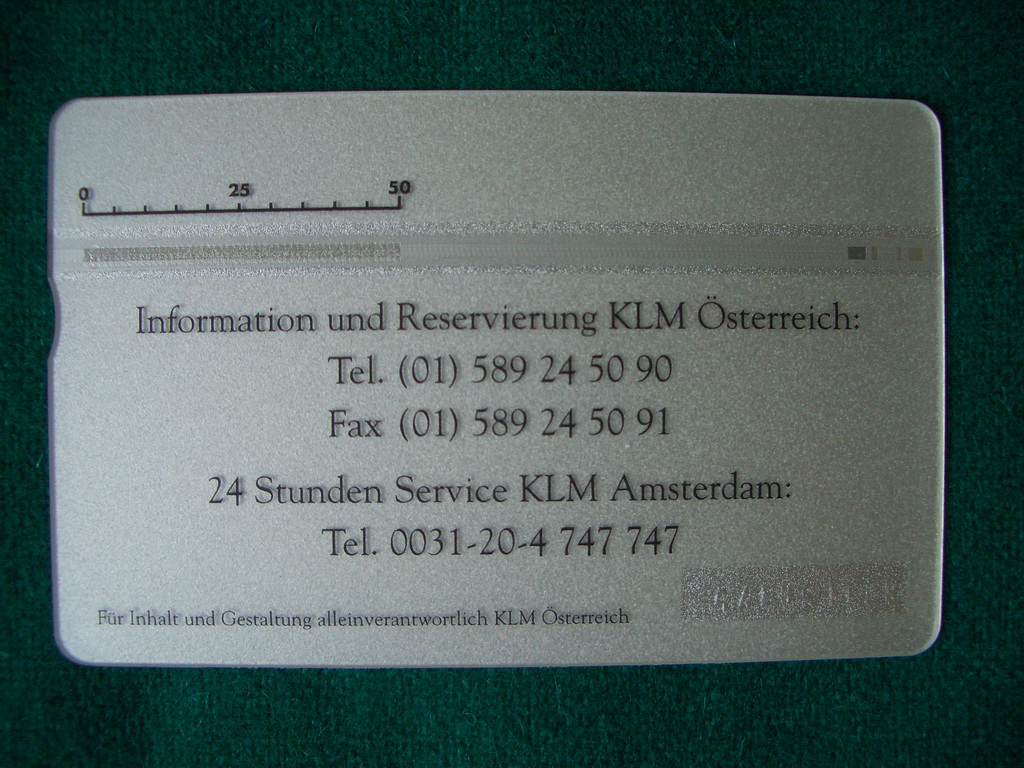 0 25 50
Information und Reservierung KLM Österreich:
Tel. (01) 589 24 50 90
Fax (01) 589 24 50 91
24 Stunden Service KLM Amsterdam:
Tel. 0031-20-4 747 747
Für Inhalt und Gestaltung alleinverantwortlich KLM Österreich